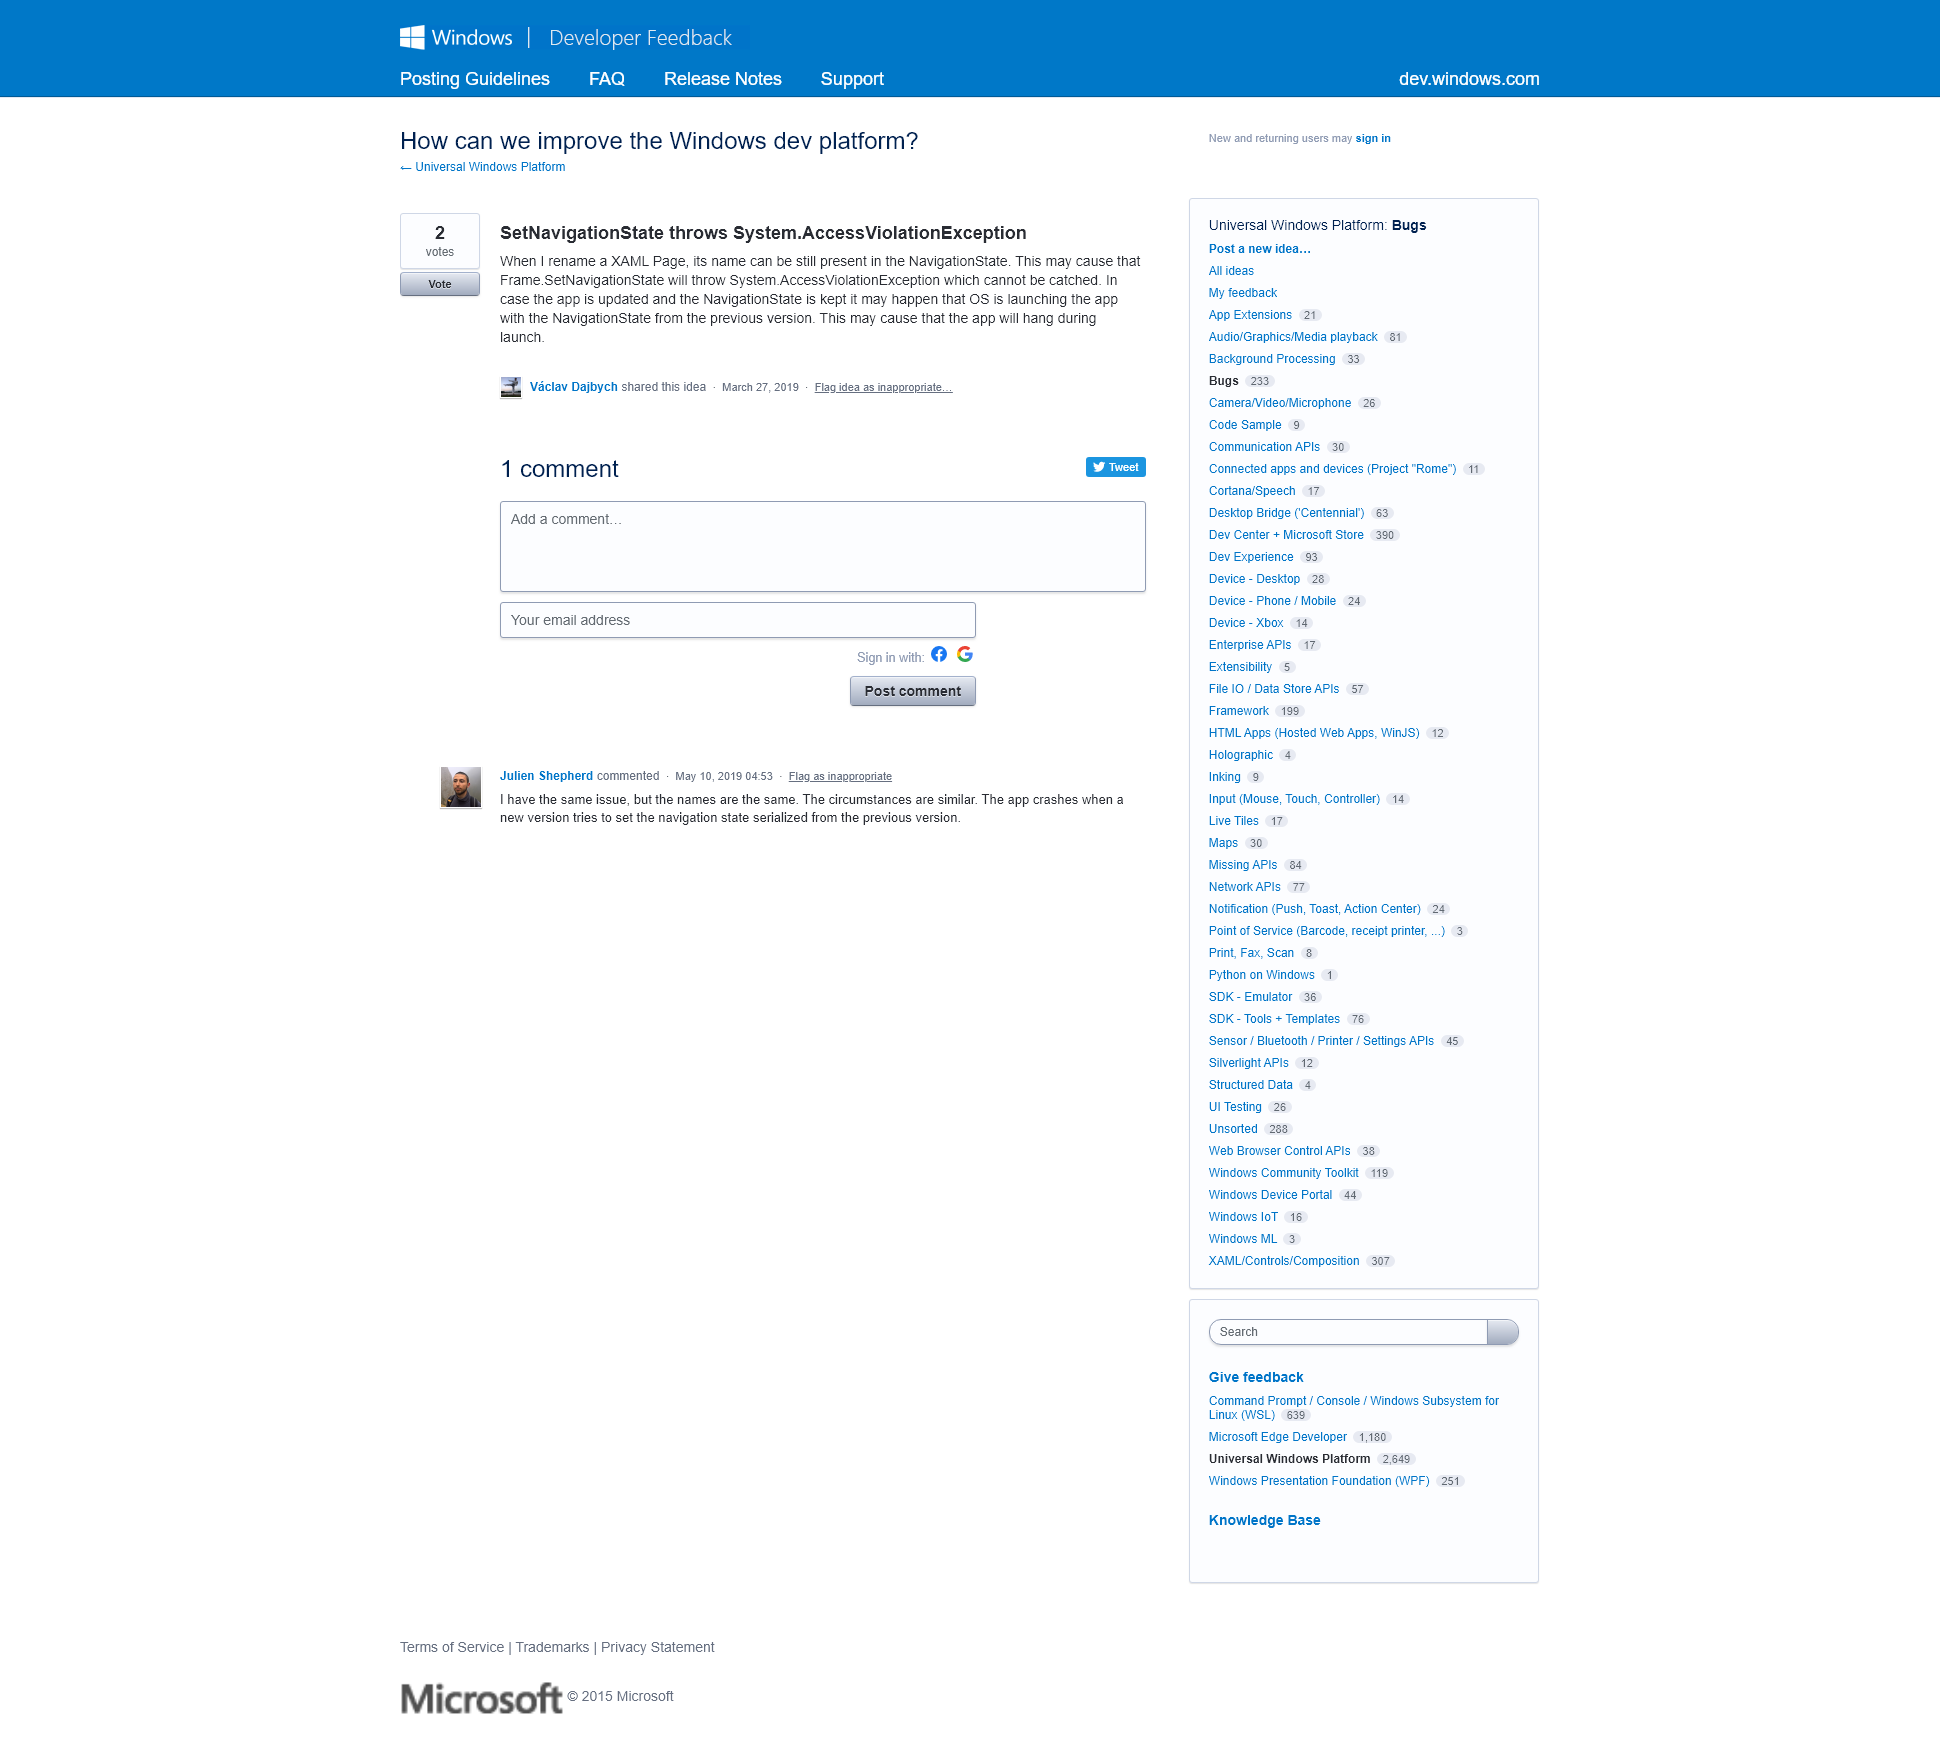 Windows | Developer Feedback
Posting Guidelines FAQ Release Notes Support dev.windows.com
How can we improve the Windows dev platform?
← Universal Windows Platform
New and returning users may sign in
2
votes
Vote
SetNavigationState throws System.AccessViolationException
When I rename a XAML Page, its name can be still present in the NavigationState. This may cause that
Frame.SetNavigationState will throw System.AccessViolationException which cannot be catched. In
case the app is updated and the NavigationState is kept it may happen that OS is launching the app
with the NavigationState from the previous version. This may cause that the app will hang during
launch.
Václav Dajbych shared this idea · March 27, 2019 · Flag idea as inappropriate…
1 comment
Tweet
Add a comment…
Your email address
Sign in with:
Post comment
Julien Shepherd commented · May 10, 2019 04:53 · Flag as inappropriate
I have the same issue, but the names are the same. The circumstances are similar. The app crashes when a
new version tries to set the navigation state serialized from the previous version.
Universal Windows Platform: Bugs
Post a new idea…
All ideas
My feedback
App Extensions 21
Audio/Graphics/Media playback 81
Background Processing 33
Bugs 233
Camera/Video/Microphone 26
Code Sample 9
Communication APIs 30
Connected apps and devices (Project "Rome") 11
Cortana/Speech 17
Desktop Bridge ('Centennial') 63
Dev Center + Microsoft Store 390
Dev Experience 93
Device - Desktop 28
Device - Phone / Mobile 24
Device - Xbox 14
Enterprise APIs 17
Extensibility 5
File IO / Data Store APIs 57
Framework 199
HTML Apps (Hosted Web Apps, WinJS) 12
Holographic 4
Inking 9
Input (Mouse, Touch, Controller) 14
Live Tiles 17
Maps 30
Missing APIs 84
Network APIs 77
Notification (Push, Toast, Action Center) 24
Point of Service (Barcode, receipt printer, ...) 3
Print, Fax, Scan 8
Python on Windows 1
SDK - Emulator 36
SDK - Tools + Templates 76
Sensor / Bluetooth / Printer / Settings APIs 45
Silverlight APIs 12
Structured Data 4
UI Testing 26
Unsorted 288
Web Browser Control APIs 38
Windows Community Toolkit 119
Windows Device Portal 44
Windows IoT 16
Windows ML 3
XAML/Controls/Composition 307
Search
Give feedback
Command Prompt / Console / Windows Subsystem for
Linux (WSL) 639
Microsoft Edge Developer 1,180
Universal Windows Platform 2,649
Windows Presentation Foundation (WPF) 251
Knowledge Base
Terms of Service | Trademarks | Privacy Statement
Microsoft © 2015 Microsoft